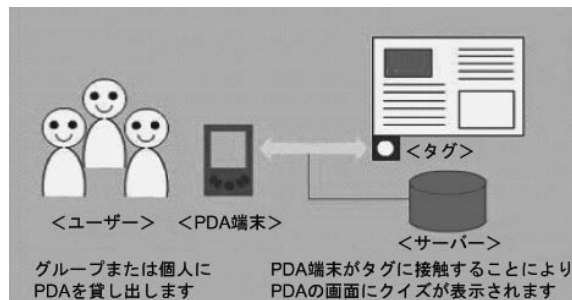 <タグ>
<ユーザー>
<PDA端末>
<サーバー>
グループまたは個人に
PDAを貸し出します
PDA端末がタグに接触することにより
PDAの画面にクイズが表示されます